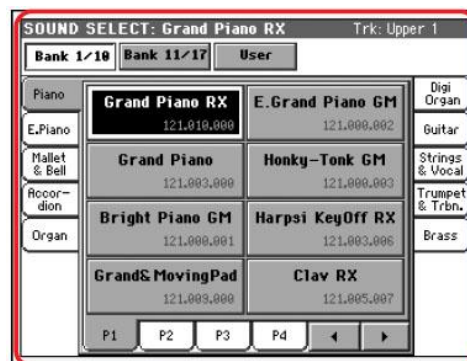 SOUND SELECT: Grand Piano RX Trk: Upper 1
Bank 1/10 Bank 11/17 User
Piano
E.Piano
Mallet
& Bell
Accor-
dion
Organ
Grand Piano RX
121.010.000
E.Grand Piano GM
121.000.002
Grand Piano
121.003.000
Honky-Tonk GM
121.000.003
Bright Piano GM
121.000.001
Harpsi KeyOff RX
121.003.006
Grand&MovingPad
121.009.000
Clav RX
121.005.007
Digi
Organ
Guitar
Strings
& Vocal
Trumpet
& Trbn.
Brass
P1 P2 P3 P4